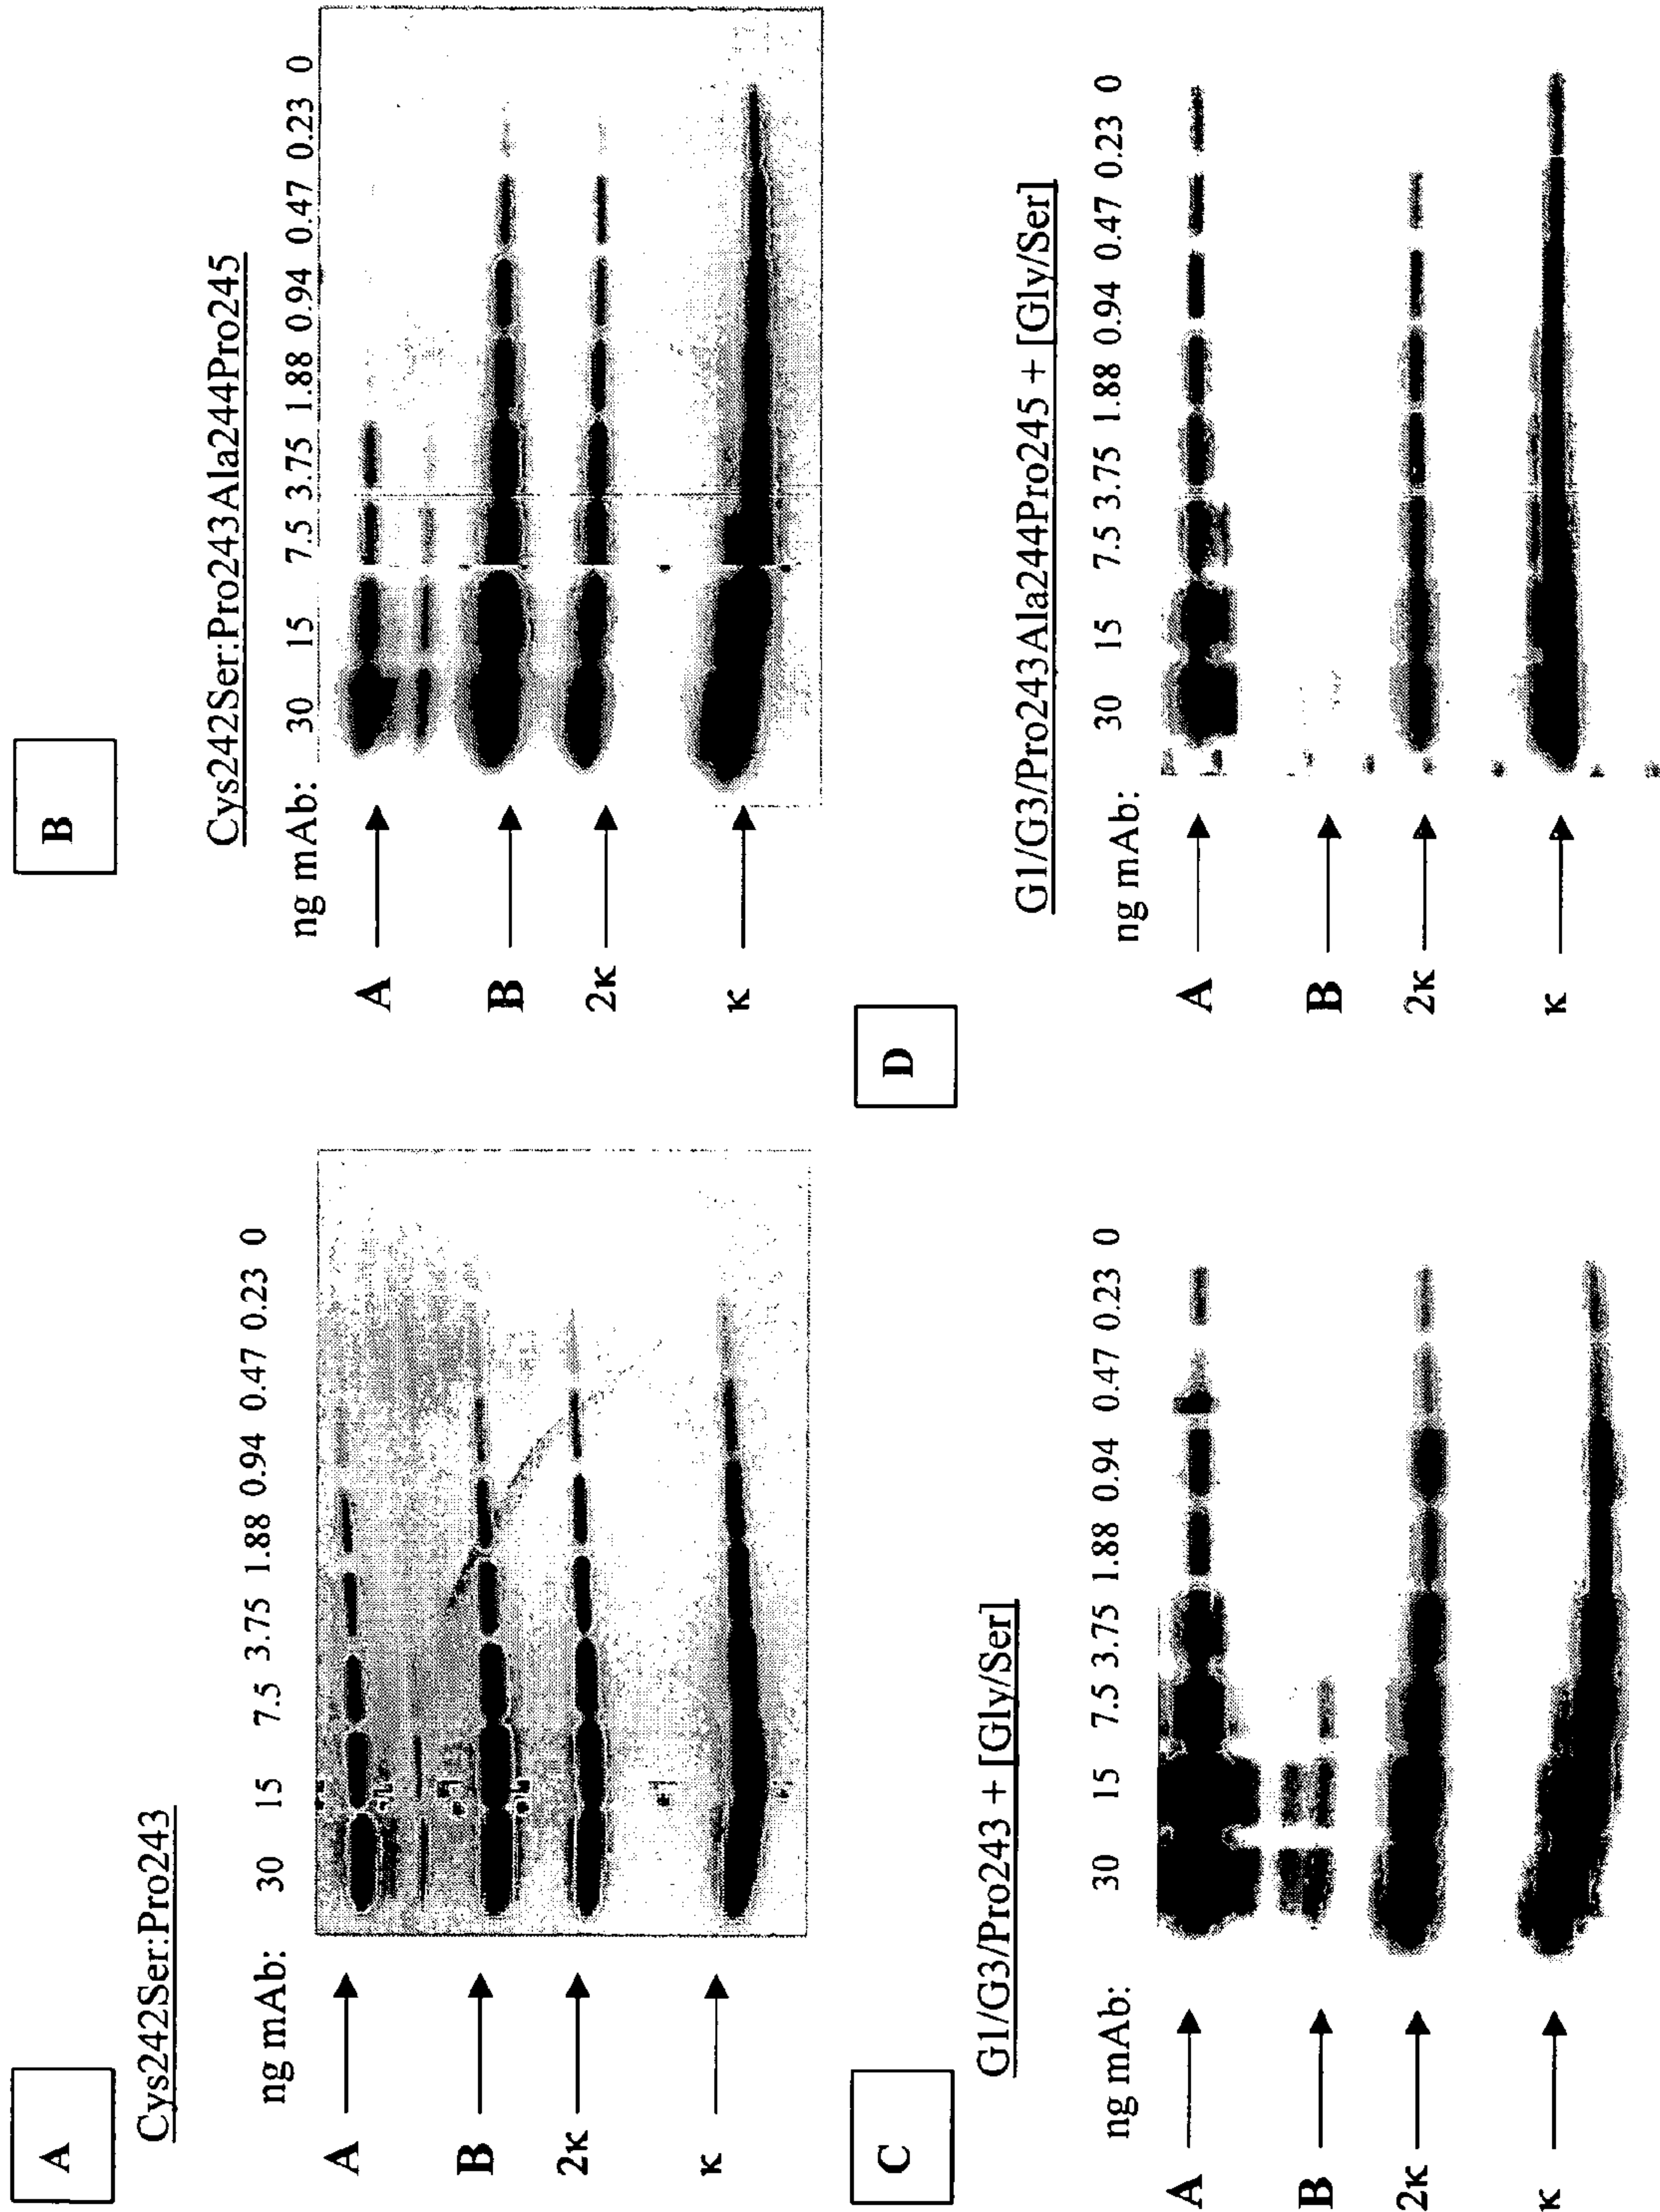 A
Cys242Ser:Pro243
ng mAb: 30 15 7.5 3.75 1.88 0.94 0.47 0.23 0
A
B
2κ
κ
B
Cys242Ser:Pro243Ala244Pro245
ng mAb: 30 15 7.5 3.75 1.88 0.94 0.47 0.23 0
A
B
2κ
κ
C
G1/G3/Pro243 + [Gly/Ser]
ng mAb: 30 15 7.5 3.75 1.88 0.94 0.47 0.23 0
A
B
2κ
κ
D
G1/G3/Pro243Ala244Pro245 + [Gly/Ser]
ng mAb: 30 15 7.5 3.75 1.88 0.94 0.47 0.23 0
A
B
2κ
κ